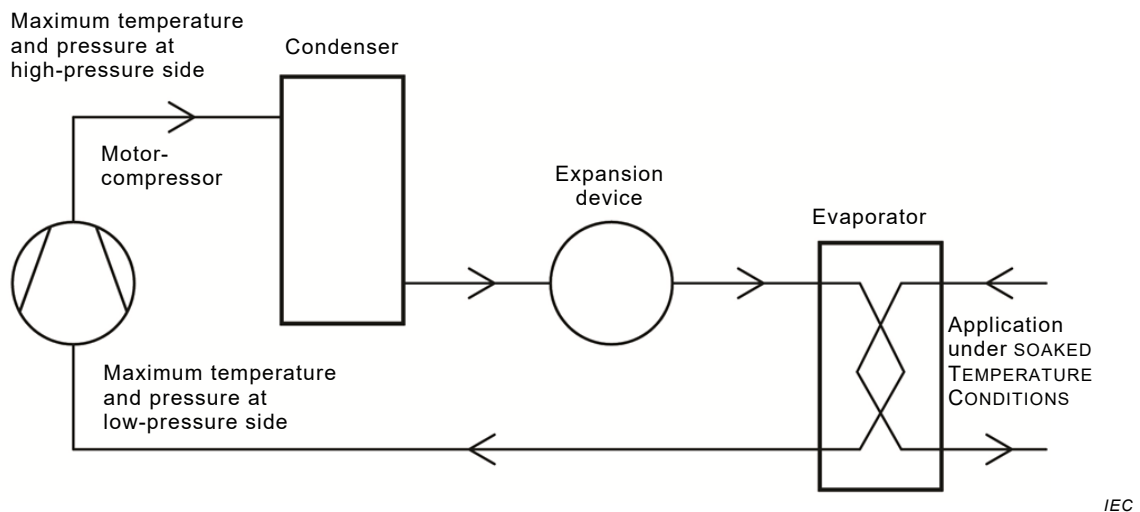 Maximum temperature
and pressure at
high-pressure side
Condenser
Motor-
compressor
Expansion
device
Evaporator
Application
under SOAKED
TEMPERATURE
CONDITIONS
Maximum temperature
and pressure at
low-pressure side
IEC